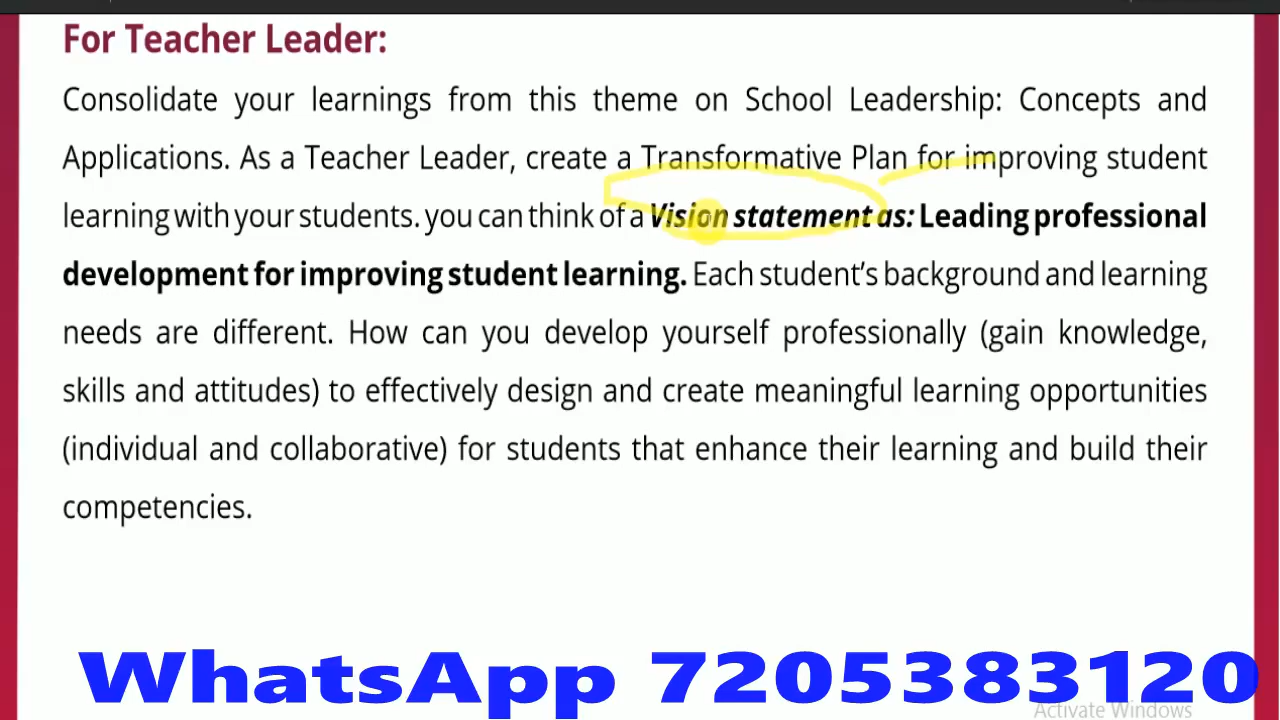 For Teacher Leader:
Consolidate your learnings from this theme on School Leadership: Concepts and
Applications. As a Teacher Leader, create a Transformative Plan for improving student
learning with your students. you can think of a Vision statement as: Leading professional
development for improving student learning. Each student’s background and learning
needs are different. How can you develop yourself professionally (gain knowledge,
skills and attitudes) to effectively design and create meaningful learning opportunities
(individual and collaborative) for students that enhance their learning and build their
competencies.
WhatsApp 7205383120
Activate Windows